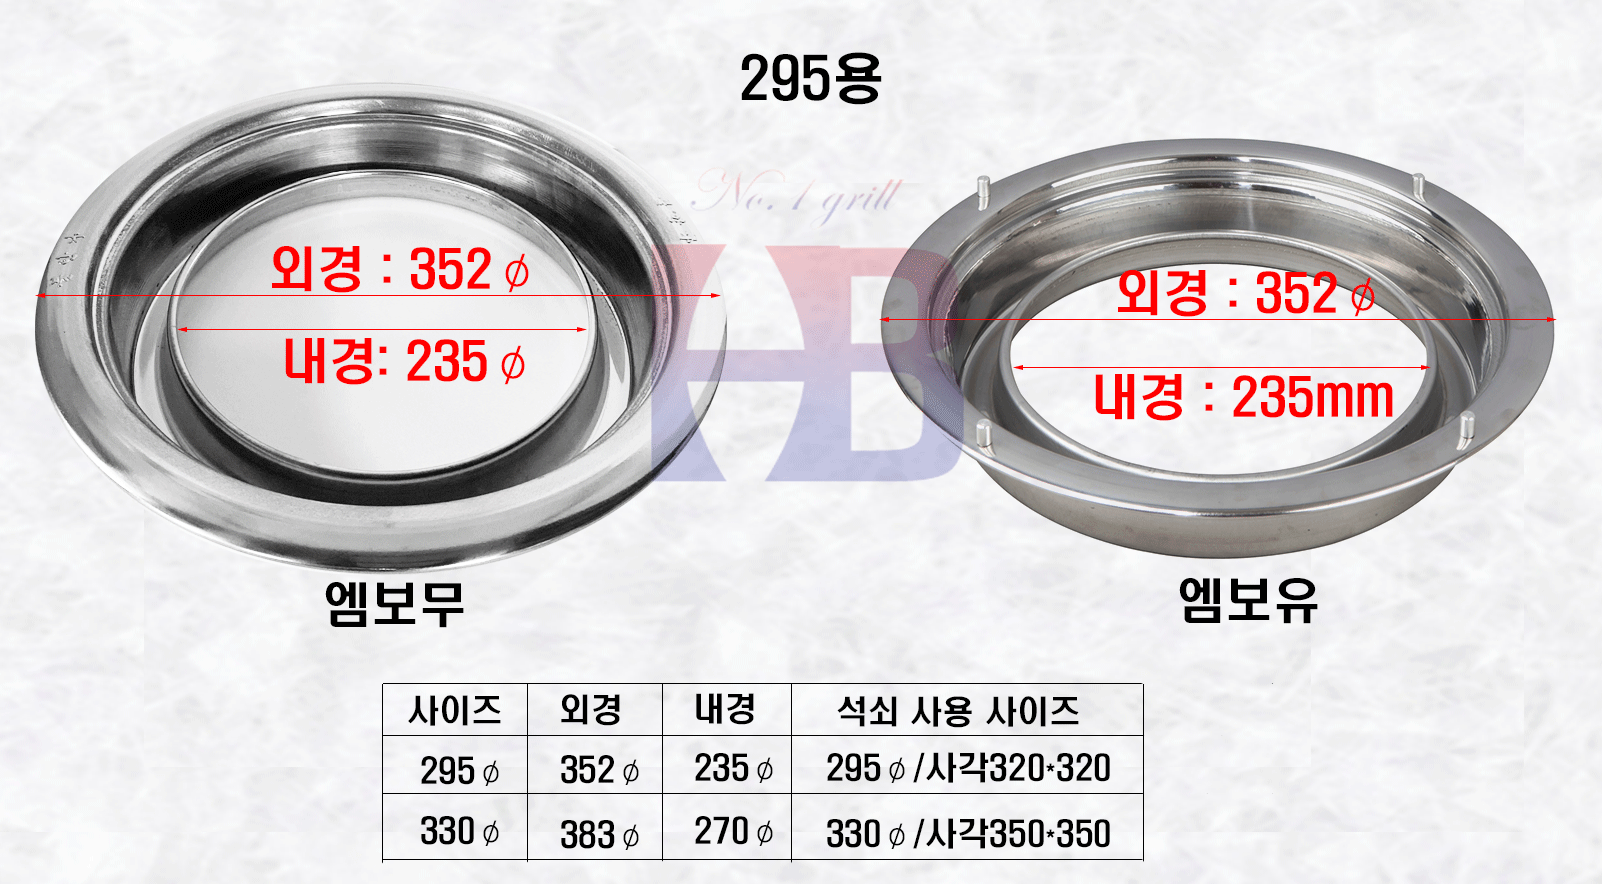 295용
No. 1 grill
HB
외경 : 352 ϕ
내경: 235 ϕ
외경 : 352 ϕ
내경 : 235mm
엠보무
엠보유
사이즈 외경 내경 석쇠 사용 사이즈
295 ϕ 352 ϕ 235 ϕ 295 ϕ /사각320*320
330 ϕ 383 ϕ 270 ϕ 330 ϕ /사각350*350